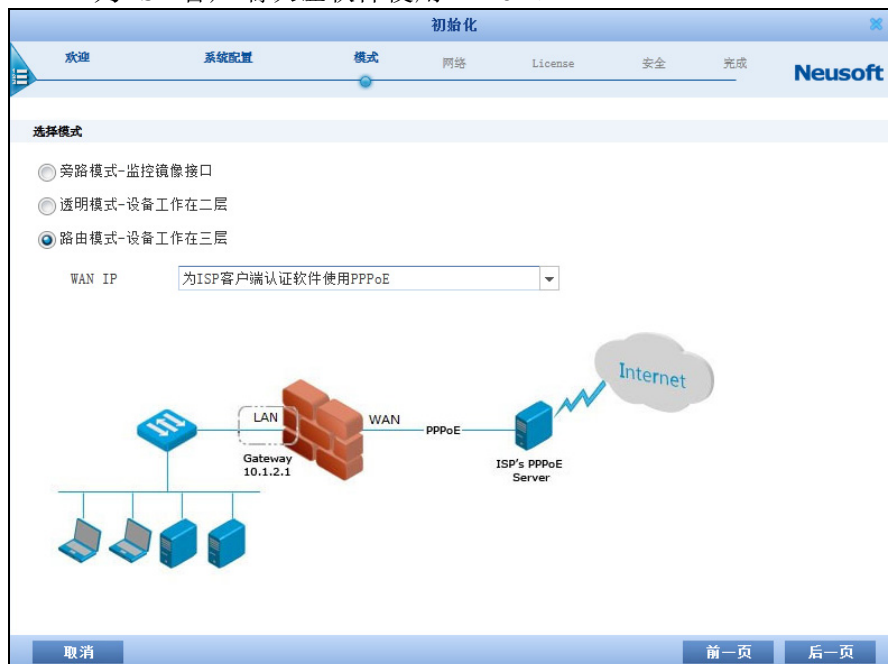 初始化
欢迎 系统配置 模式 网络 License 安全 完成
Neusoft
选择模式
旁路模式-监控镜像接口
透明模式-设备工作在二层
路由模式-设备工作在三层
WAN IP 为ISP客户端认证软件使用PPPoE
Internet
LAN WAN PPPoE
Gateway
10.1.2.1
ISP's PPPoE
Server
取消 前一页 后一页